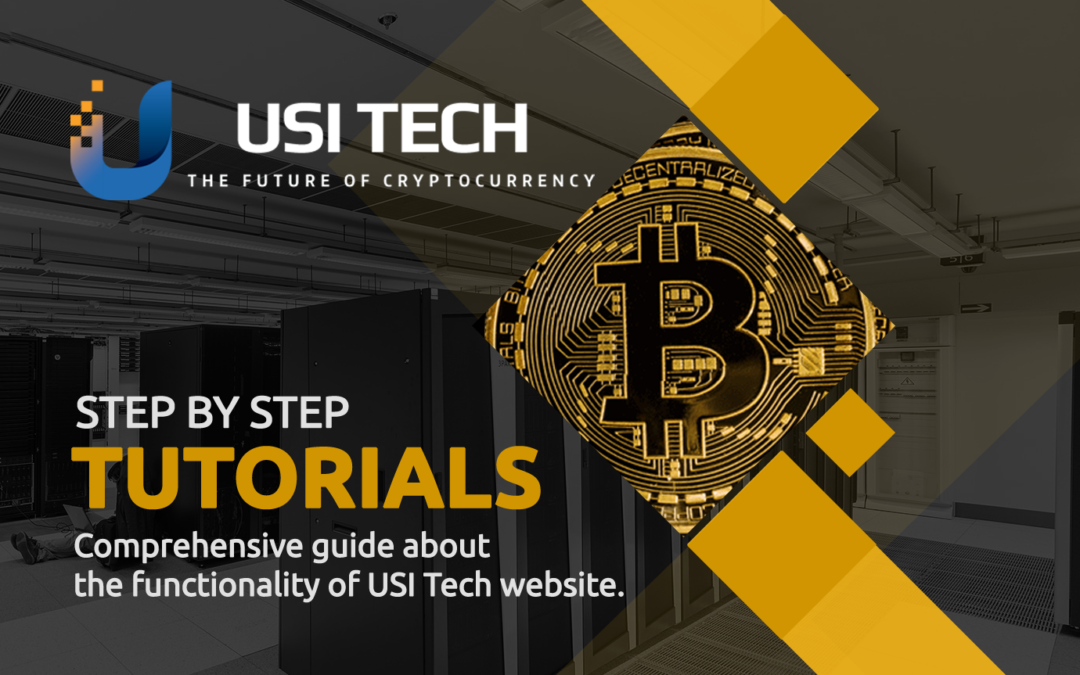 USI TECH
THE FUTURE OF CRYPTOCURRENCY
DECENTRALIZED
STEP BY STEP
TUTORIALS
Comprehensive guide about
the functionality of USI Tech website.